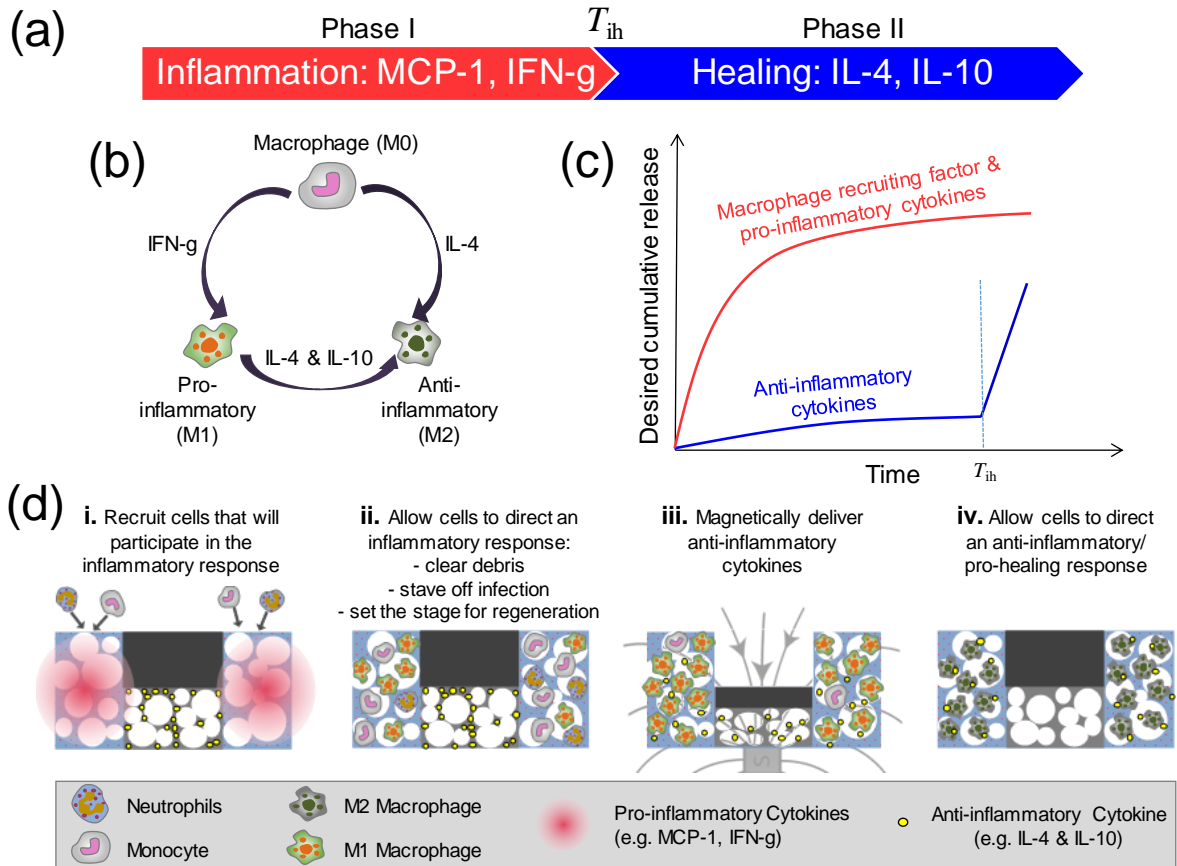 (a)
Phase I
T_ih
Phase II
Inflammation: MCP-1, IFN-g
Healing: IL-4, IL-10
(b)
Macrophage (M0)
IFN-g
IL-4
IL-4 & IL-10
Pro-
inflammatory
(M1)
Anti-
inflammatory
(M2)
(c)
Desired cumulative release
Macrophage recruiting factor &
pro-inflammatory cytokines
Anti-inflammatory
cytokines
Time
T_ih
(d)
i. Recruit cells that will
participate in the
inflammatory response
ii. Allow cells to direct an
inflammatory response:
- clear debris
- stave off infection
- set the stage for regeneration
iii. Magnetically deliver
anti-inflammatory
cytokines
iv. Allow cells to direct
an anti-inflammatory/
pro-healing response
S
Neutrophils
M2 Macrophage
Pro-inflammatory Cytokines
(e.g. MCP-1, IFN-g)
Anti-inflammatory Cytokine
(e.g. IL-4 & IL-10)
Monocyte
M1 Macrophage